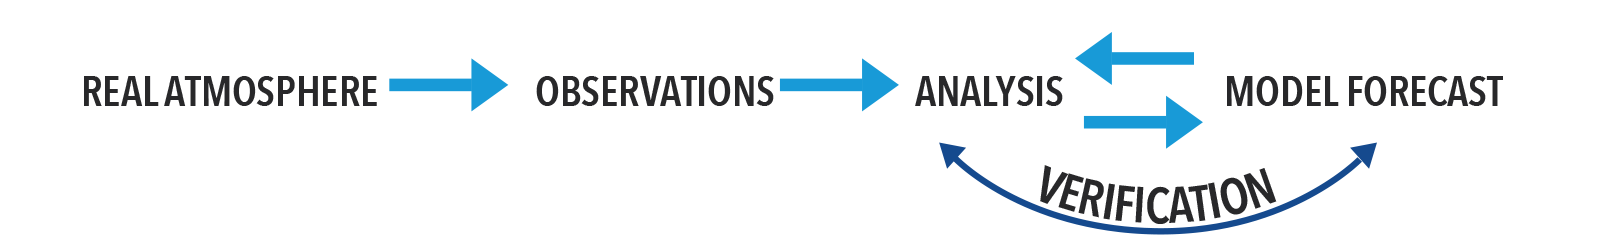 REAL ATMOSPHERE OBSERVATIONS ANALYSIS MODEL FORECAST
VERIFICATION